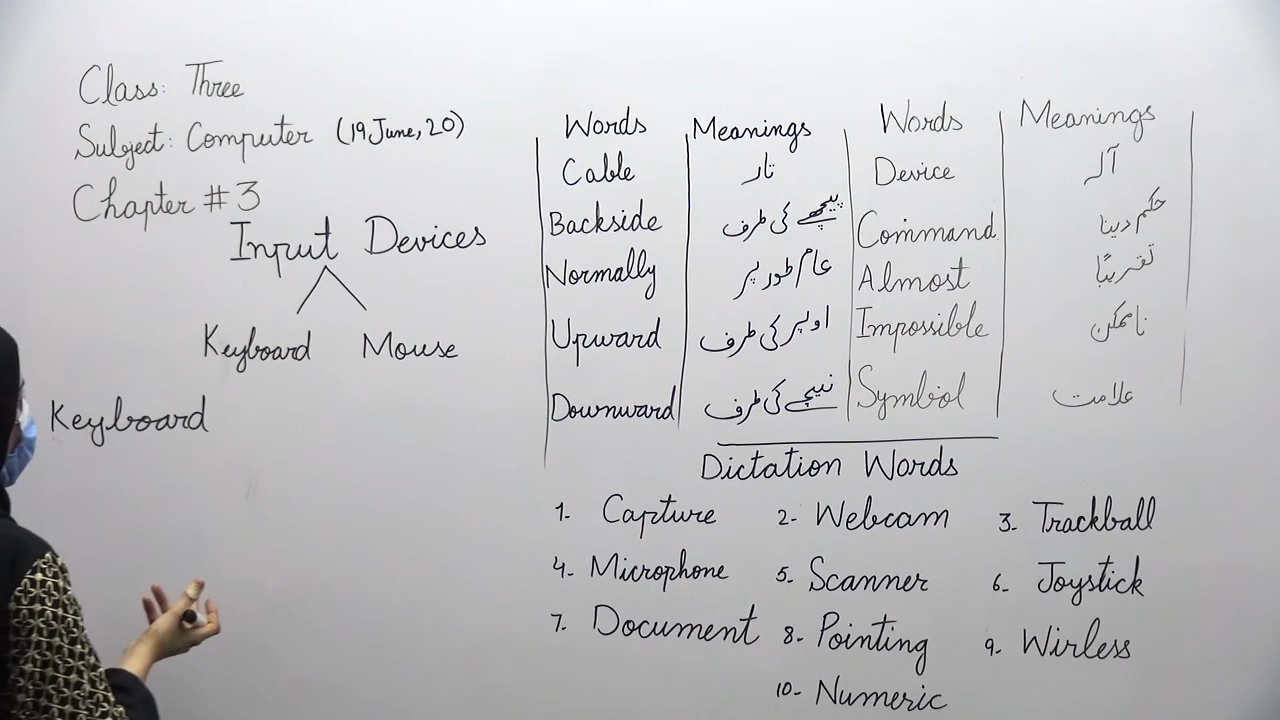 Class: Three
Subject: Computer (19 June, 20)
Chapter # 3
Input Devices
Keyboard Mouse
Keyboard
Words Meanings Words Meanings
Cable تار Device آلہ
Backside پیچھے کی طرف Command حکم دینا
Normally عام طور پر Almost تقریباً
Upward اوپر کی طرف Impossible ناممکن
Downward نیچے کی طرف Symbol علامت
Dictation Words
1- Capture 2- Webcam 3- Trackball
4- Microphone 5- Scanner 6- Joystick
7- Document 8- Pointing 9- Wirless
10- Numeric